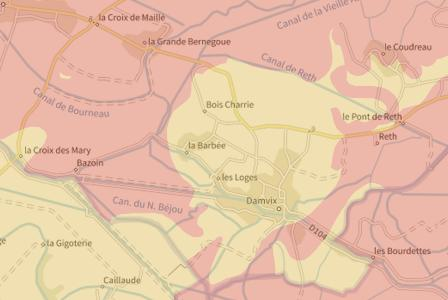 la Croix de Maillé
la Grande Bernegoue
Canal de la Vieille
le Coudreau
Canal de Reth
Canal de Bourneau
Bois Charrie
le Pont de Reth
Reth
la Barbée
la Croix des Mary
Bazoin
les Loges
Can. du N. Béjou
Damvix
D104
la Gigoterie
les Bourdettes
Caillaude